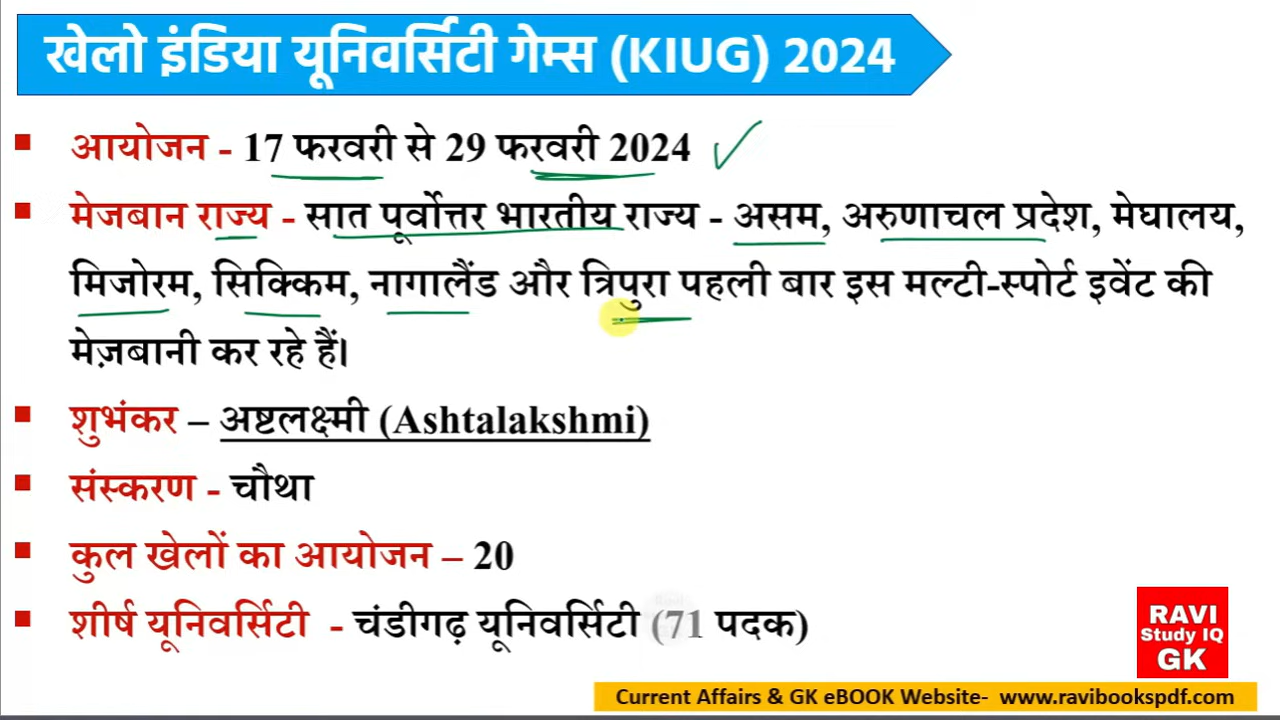 खेलो इंडिया यूनिवर्सिटी गेम्स (KIUG) 2024
आयोजन - 17 फरवरी से 29 फरवरी 2024
मेजबान राज्य - सात पूर्वोत्तर भारतीय राज्य - असम, अरुणाचल प्रदेश, मेघालय,
मिजोरम, सिक्किम, नागालैंड और त्रिपुरा पहली बार इस मल्टी-स्पोर्ट इवेंट की
मेज़बानी कर रहे हैं।
शुभंकर – अष्टलक्ष्मी (Ashtalakshmi)
संस्करण - चौथा
कुल खेलों का आयोजन – 20
शीर्ष यूनिवर्सिटी - चंडीगढ़ यूनिवर्सिटी (71 पदक)
RAVI
Study IQ
GK
Current Affairs & GK eBOOK Website- www.ravibookspdf.com